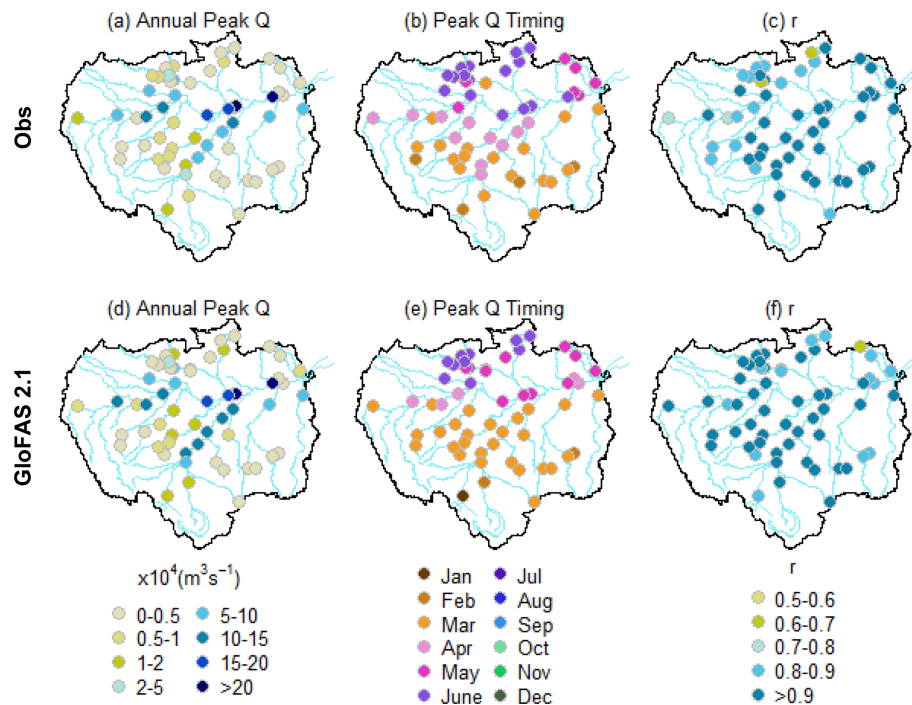 (a) Annual Peak Q
(b) Peak Q Timing
(c) r
Obs
(d) Annual Peak Q
(e) Peak Q Timing
(f) r
GloFAS 2.1
x10⁴(m³s⁻¹)
0-0.5
0.5-1
1-2
2-5
5-10
10-15
15-20
>20
Jan
Feb
Mar
Apr
May
June
Jul
Aug
Sep
Oct
Nov
Dec
r
0.5-0.6
0.6-0.7
0.7-0.8
0.8-0.9
>0.9